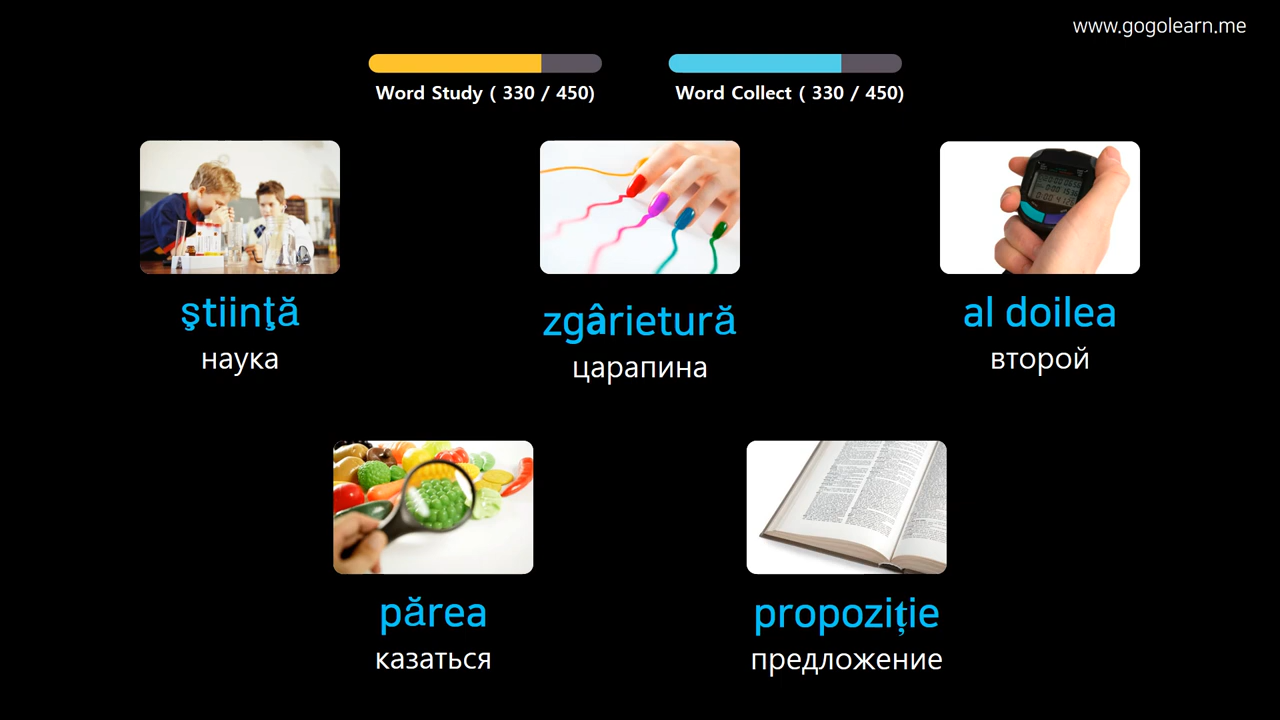 www.gogolearn.me
Word Study ( 330 / 450)
Word Collect ( 330 / 450)
ştiinţă
наука
zgârietură
царапина
al doilea
второй
părea
казаться
propoziție
предложение